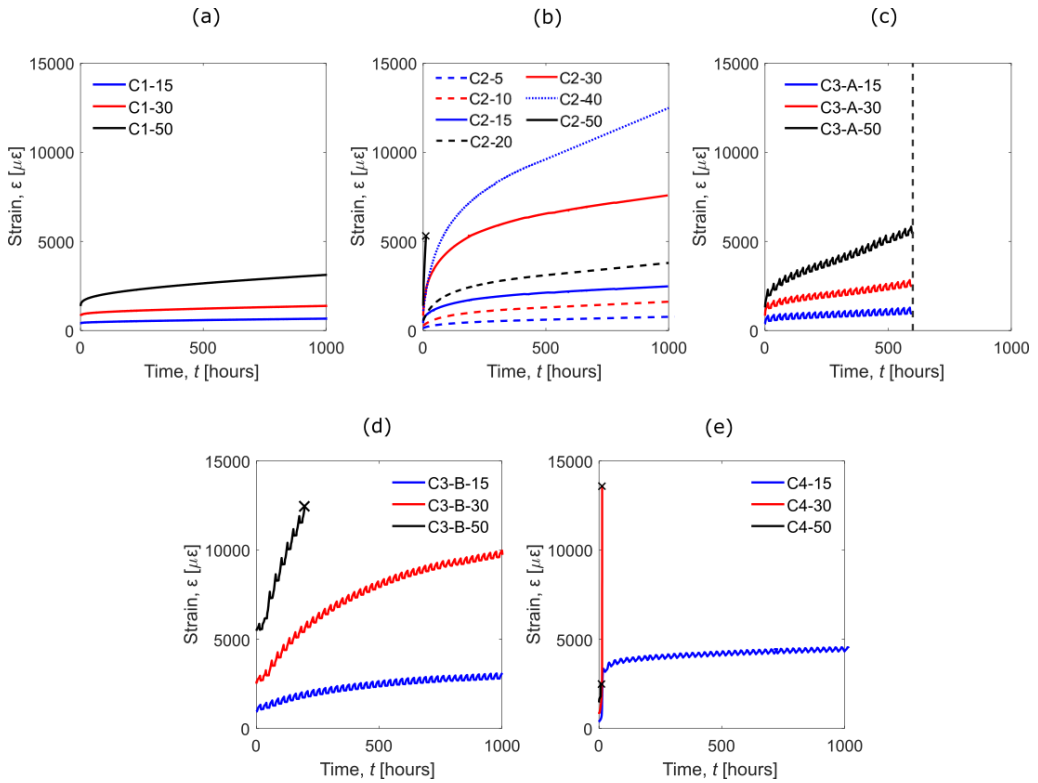 (a)
15000
10000
5000
0
Strain, ε [με]
C1-15
C1-30
C1-50
0
500
1000
Time, t [hours]
(b)
15000
10000
5000
0
Strain, ε [με]
C2-5
C2-10
C2-15
C2-20
C2-30
C2-40
C2-50
0
500
1000
Time, t [hours]
(c)
15000
10000
5000
0
Strain, ε [με]
C3-A-15
C3-A-30
C3-A-50
0
500
1000
Time, t [hours]
(d)
15000
10000
5000
0
Strain, ε [με]
C3-B-15
C3-B-30
C3-B-50
0
500
1000
Time, t [hours]
(e)
15000
10000
5000
0
Strain, ε [με]
C4-15
C4-30
C4-50
0
500
1000
Time, t [hours]